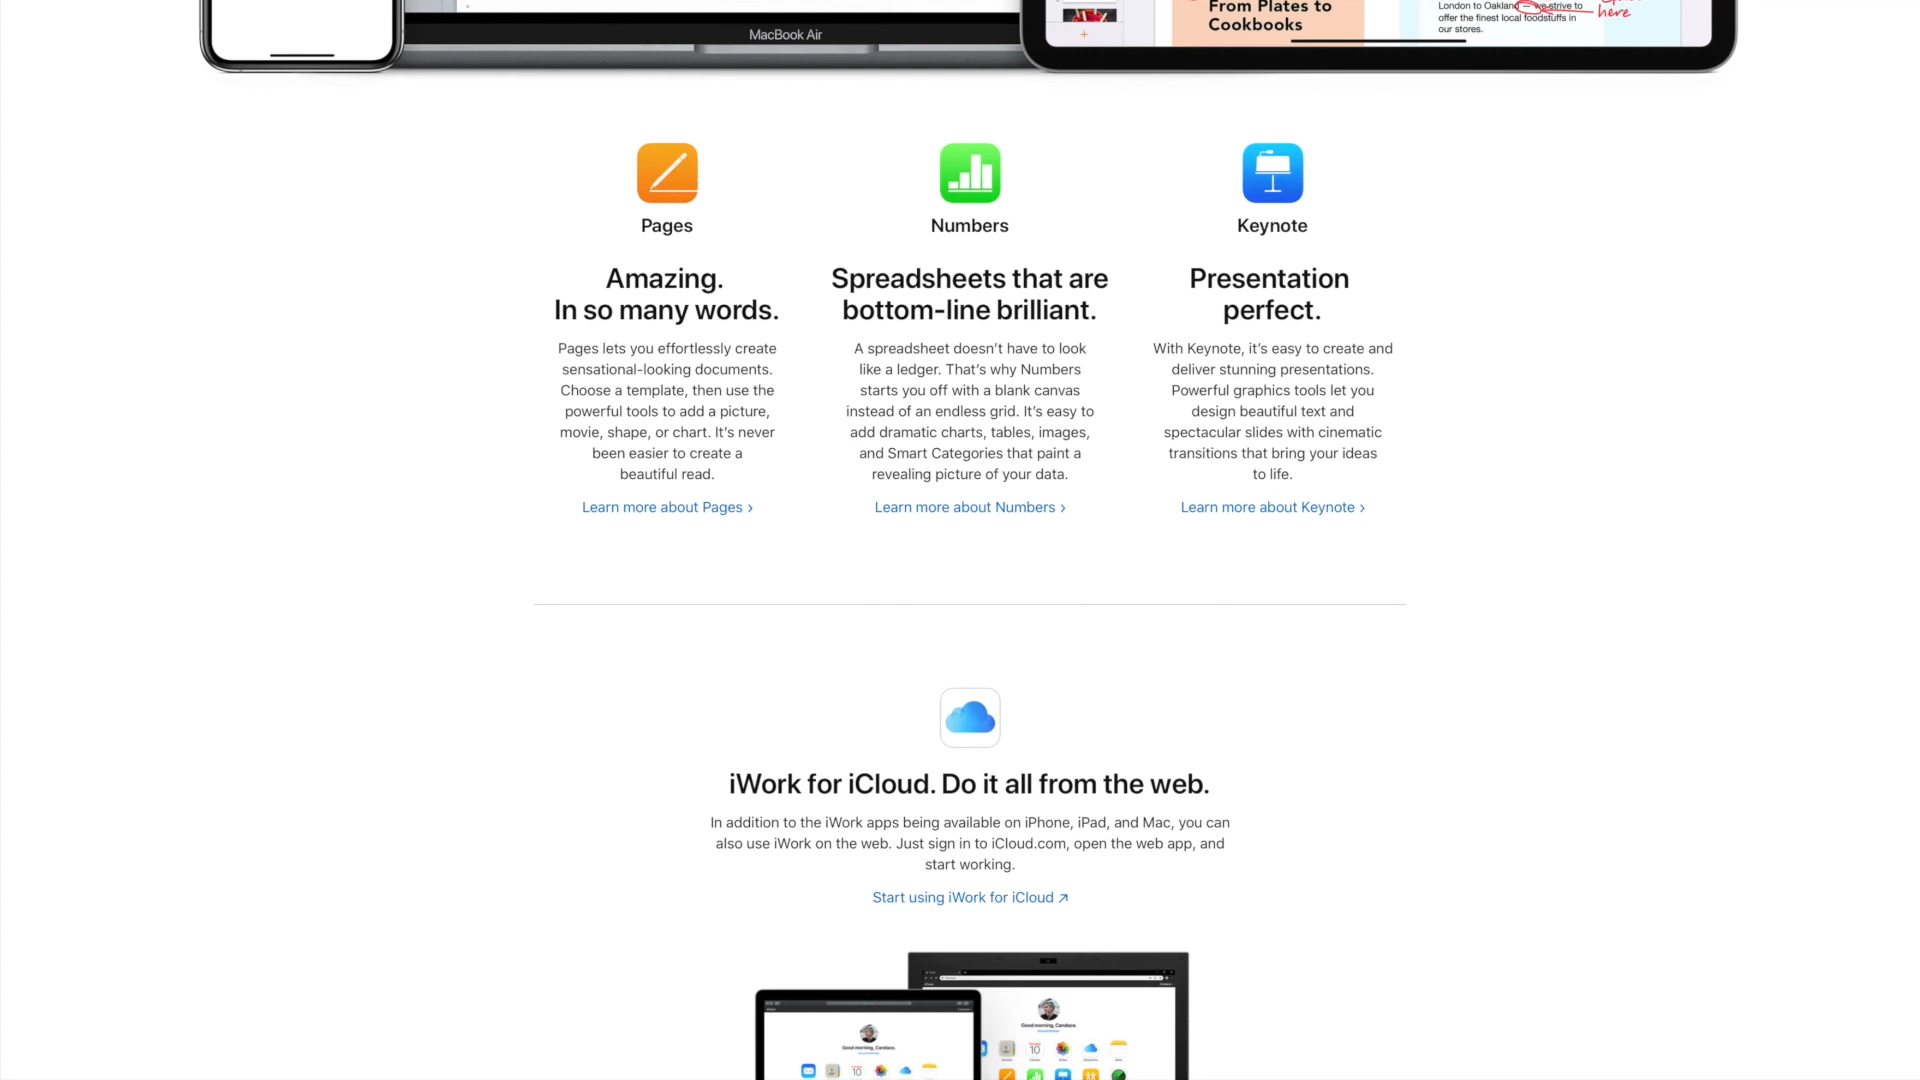 MacBook Air
From Plates to
Cookbooks
London to Oakland – we strive to
offer the finest local foodstuffs in
our stores.
here
Pages
Numbers
Keynote
Amazing.
In so many words.
Spreadsheets that are
bottom-line brilliant.
Presentation
perfect.
Pages lets you effortlessly create
sensational-looking documents.
Choose a template, then use the
powerful tools to add a picture,
movie, shape, or chart. It’s never
been easier to create a
beautiful read.
A spreadsheet doesn’t have to look
like a ledger. That’s why Numbers
starts you off with a blank canvas
instead of an endless grid. It’s easy to
add dramatic charts, tables, images,
and Smart Categories that paint a
revealing picture of your data.
With Keynote, it’s easy to create and
deliver stunning presentations.
Powerful graphics tools let you
design beautiful text and
spectacular slides with cinematic
transitions that bring your ideas
to life.
Learn more about Pages ›
Learn more about Numbers ›
Learn more about Keynote ›
iWork for iCloud. Do it all from the web.
In addition to the iWork apps being available on iPhone, iPad, and Mac, you can
also use iWork on the web. Just sign in to iCloud.com, open the web app, and
start working.
Start using iWork for iCloud ↗
Good morning, Candace.
10
Good morning, Candace.
10